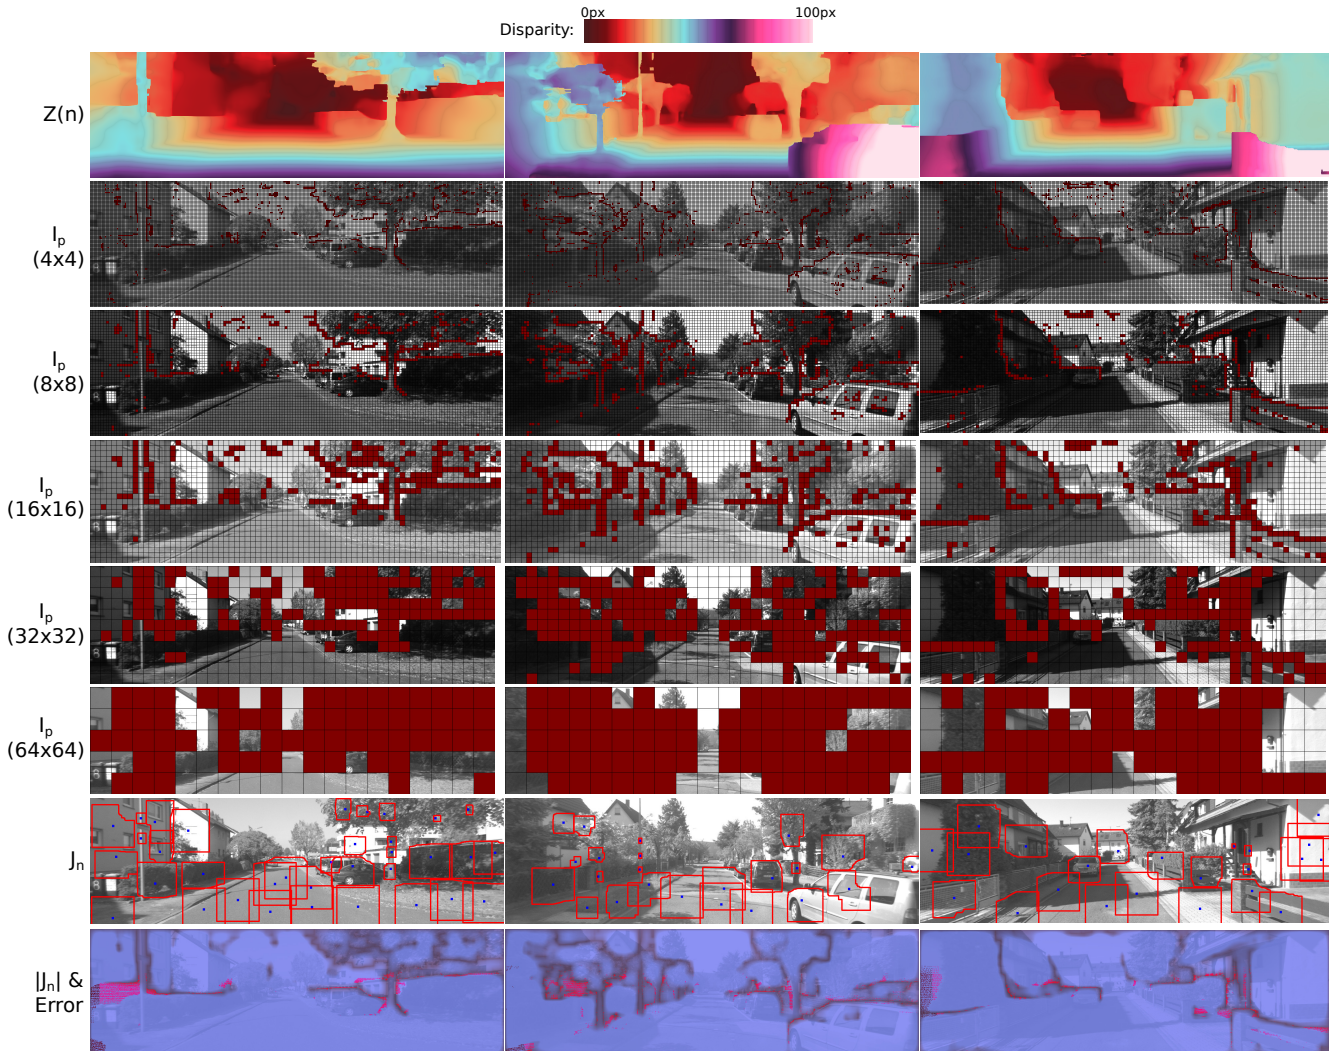 0px 100px
Disparity:
Z(n)
Iₚ
(4x4)
Iₚ
(8x8)
Iₚ
(16x16)
Iₚ
(32x32)
Iₚ
(64x64)
Jₙ
|Jₙ| &
Error